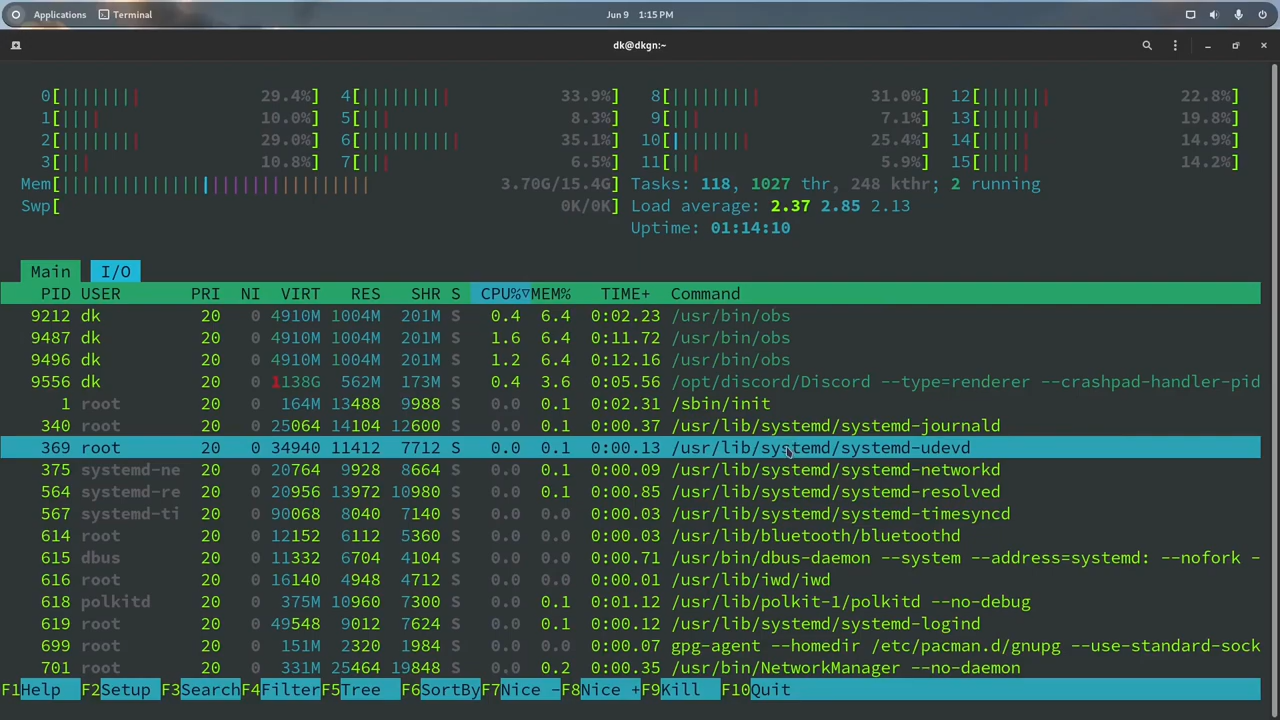 Applications Terminal Jun 9 1:15 PM
dk@dkgn:~
0[ 29.4%] 4[ 33.9%] 8[ 31.0%] 12[ 22.8%]
1[ 10.0%] 5[ 8.3%] 9[ 7.1%] 13[ 19.8%]
2[ 29.0%] 6[ 35.1%] 10[ 25.4%] 14[ 14.9%]
3[ 10.8%] 7[ 6.5%] 11[ 5.9%] 15[ 14.2%]
Mem[ 3.70G/15.4G] Tasks: 118, 1027 thr, 248 kthr; 2 running
Swp[ 0K/0K] Load average: 2.37 2.85 2.13
Uptime: 01:14:10
Main I/O
PID USER PRI NI VIRT RES SHR S CPU%▽MEM% TIME+ Command
9212 dk 20 0 4910M 1004M 201M S 0.4 6.4 0:02.23 /usr/bin/obs
9487 dk 20 0 4910M 1004M 201M S 1.6 6.4 0:11.72 /usr/bin/obs
9496 dk 20 0 4910M 1004M 201M S 1.2 6.4 0:12.16 /usr/bin/obs
9556 dk 20 0 1138G 562M 173M S 0.4 3.6 0:05.56 /opt/discord/Discord --type=renderer --crashpad-handler-pid
1 root 20 0 164M 13488 9988 S 0.0 0.1 0:02.31 /sbin/init
340 root 20 0 25064 14104 12600 S 0.0 0.1 0:00.37 /usr/lib/systemd/systemd-journald
369 root 20 0 34940 11412 7712 S 0.0 0.1 0:00.13 /usr/lib/systemd/systemd-udevd
375 systemd-ne 20 0 20764 9928 8664 S 0.0 0.1 0:00.09 /usr/lib/systemd/systemd-networkd
564 systemd-re 20 0 20956 13972 10980 S 0.0 0.1 0:00.85 /usr/lib/systemd/systemd-resolved
567 systemd-ti 20 0 90068 8040 7140 S 0.0 0.0 0:00.03 /usr/lib/systemd/systemd-timesyncd
614 root 20 0 12152 6112 5360 S 0.0 0.0 0:00.03 /usr/lib/bluetooth/bluetoothd
615 dbus 20 0 11332 6704 4104 S 0.0 0.0 0:00.71 /usr/bin/dbus-daemon --system --address=systemd: --nofork -
616 root 20 0 16140 4948 4712 S 0.0 0.0 0:00.01 /usr/lib/iwd/iwd
618 polkitd 20 0 375M 10960 7300 S 0.0 0.1 0:01.12 /usr/lib/polkit-1/polkitd --no-debug
619 root 20 0 49548 9012 7624 S 0.0 0.1 0:00.12 /usr/lib/systemd/systemd-logind
699 root 20 0 151M 2320 1984 S 0.0 0.0 0:00.07 gpg-agent --homedir /etc/pacman.d/gnupg --use-standard-sock
701 root 20 0 331M 25464 19848 S 0.0 0.2 0:00.35 /usr/bin/NetworkManager --no-daemon
F1Help F2Setup F3SearchF4FilterF5Tree F6SortByF7Nice -F8Nice +F9Kill F10Quit